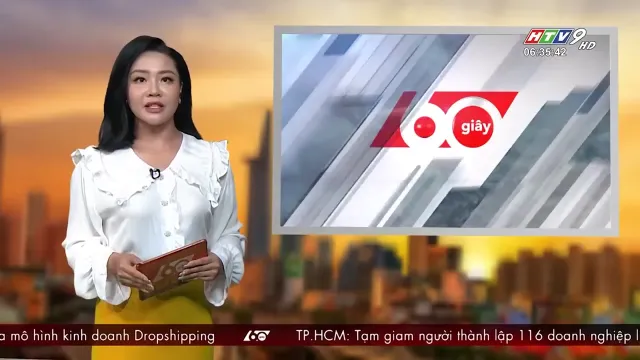 HTV9 HD
06:35:42
60 giây
mô hình kinh doanh Dropshipping 60 TP.HCM: Tạm giam người thành lập 116 doanh nghiệp